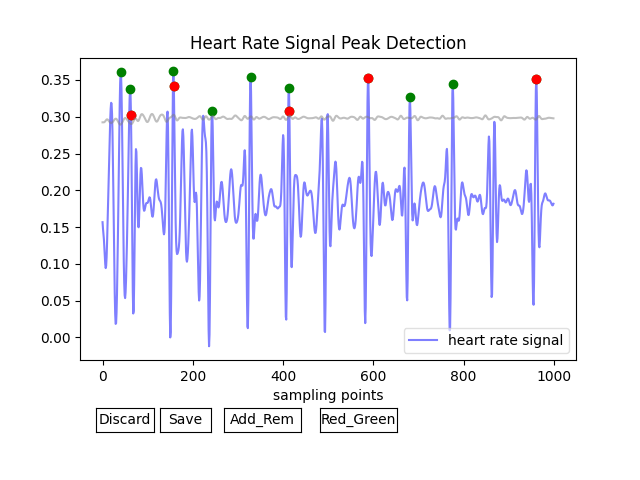 Heart Rate Signal Peak Detection
0.35
0.30
0.25
0.20
0.15
0.10
0.05
0.00
heart rate signal
0 200 400 600 800 1000
sampling points
Discard Save Add_Rem Red_Green